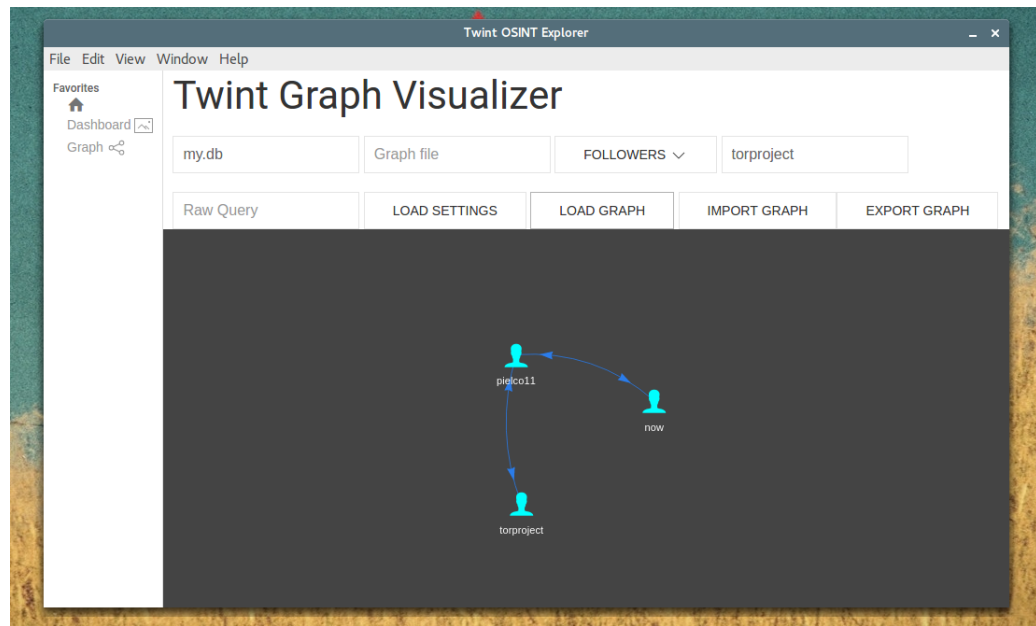 Twint OSINT Explorer
File Edit View Window Help
Favorites
Dashboard
Graph
Twint Graph Visualizer
my.db Graph file FOLLOWERS torproject
Raw Query LOAD SETTINGS LOAD GRAPH IMPORT GRAPH EXPORT GRAPH
pielco11
now
torproject